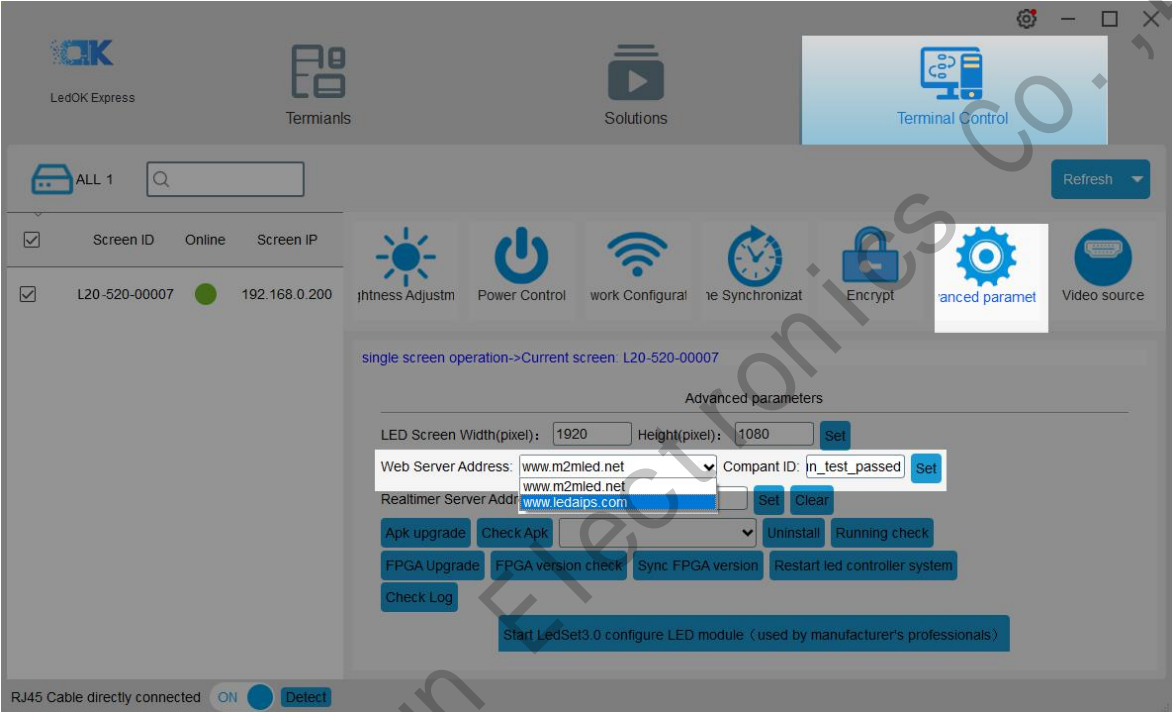 LedOK Express
Termianls
Solutions
Terminal Control
ALL 1
Refresh
Screen ID Online Screen IP
L20-520-00007 192.168.0.200
jhtness Adjustm
Power Control
work Configurat
ne Synchronizat
Encrypt
anced paramet
Video source
single screen operation->Current screen: L20-520-00007
Advanced parameters
LED Screen Width(pixel): 1920 Height(pixel): 1080 Set
Web Server Address: www.m2mled.net Compant ID: in_test_passed Set
www.m2mled.net
www.ledaips.com
Realtimer Server Addr Set Clear
Apk upgrade Check Apk Uninstall Running check
FPGA Upgrade FPGA version check Sync FPGA version Restart led controller system
Check Log
Start LedSet3.0 configure LED module（used by manufacturer's professionals）
RJ45 Cable directly connected ON Detect
n Electronics Co.,